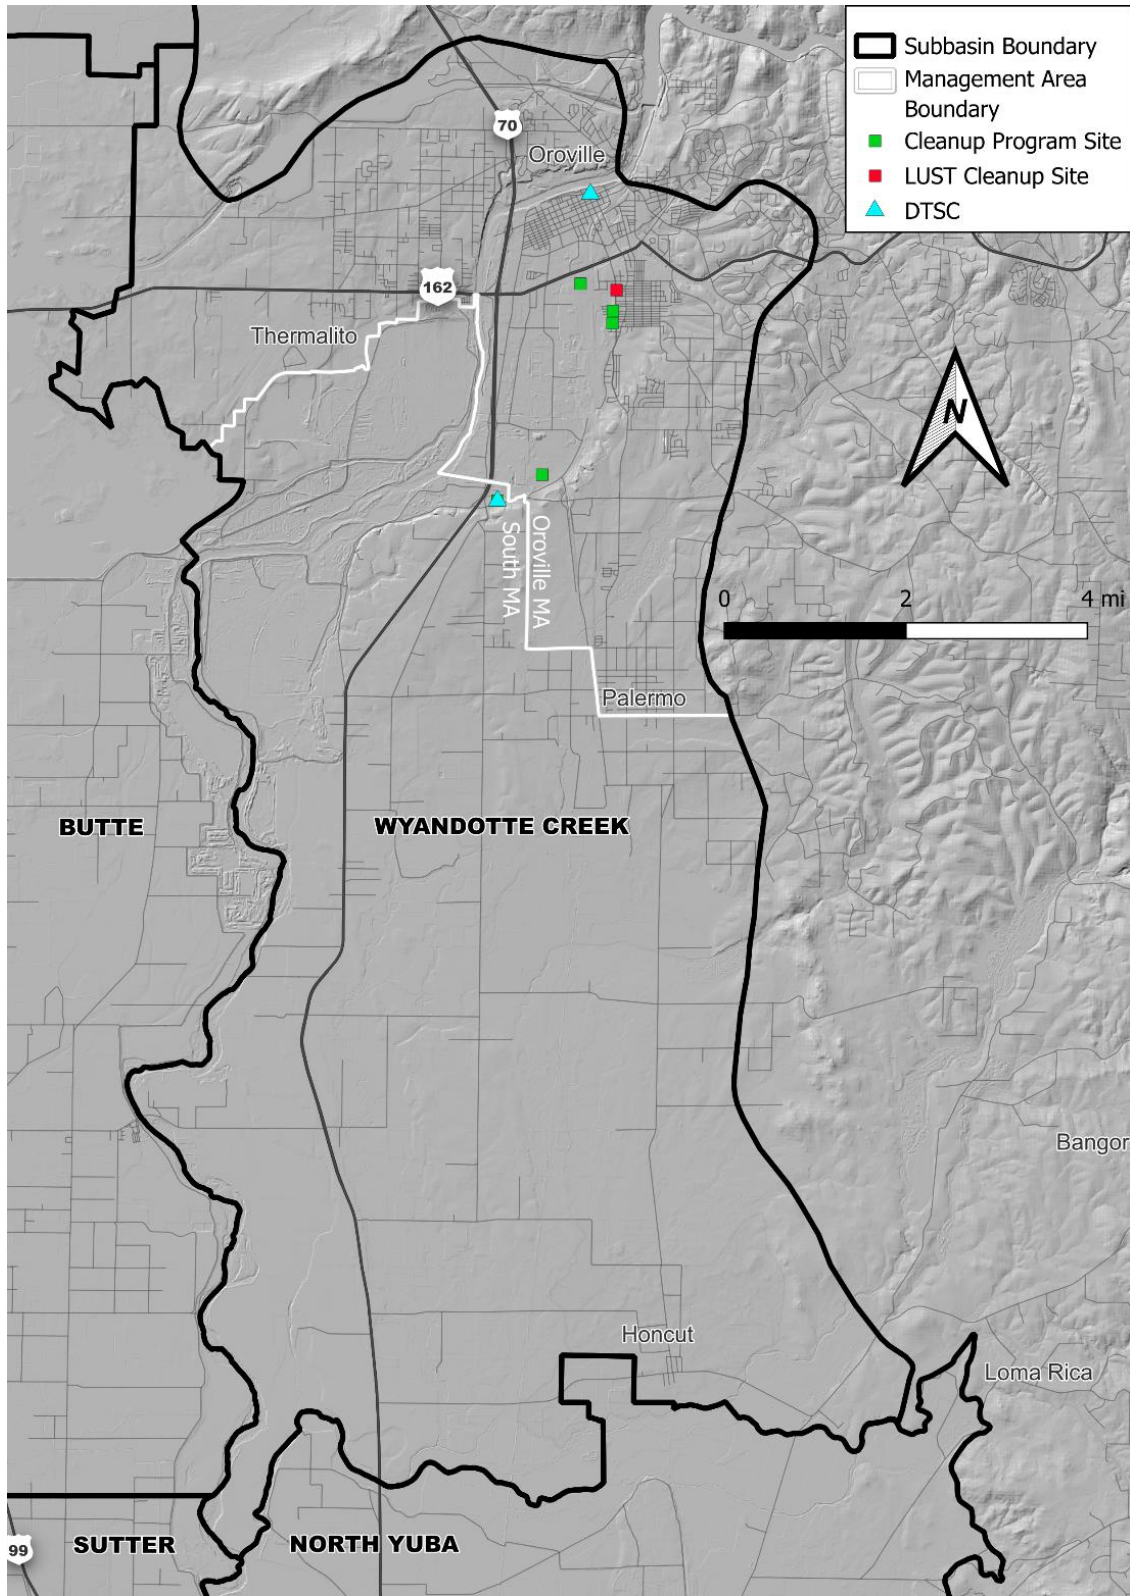 Subbasin Boundary
Management Area
Boundary
Cleanup Program Site
LUST Cleanup Site
DTSC
70
Oroville
162
Thermalito
N
Oroville MA
South MA
0 2 4 mi
Palermo
BUTTE
WYANDOTTE CREEK
Bangor
Honcut
Loma Rica
99
SUTTER
NORTH YUBA